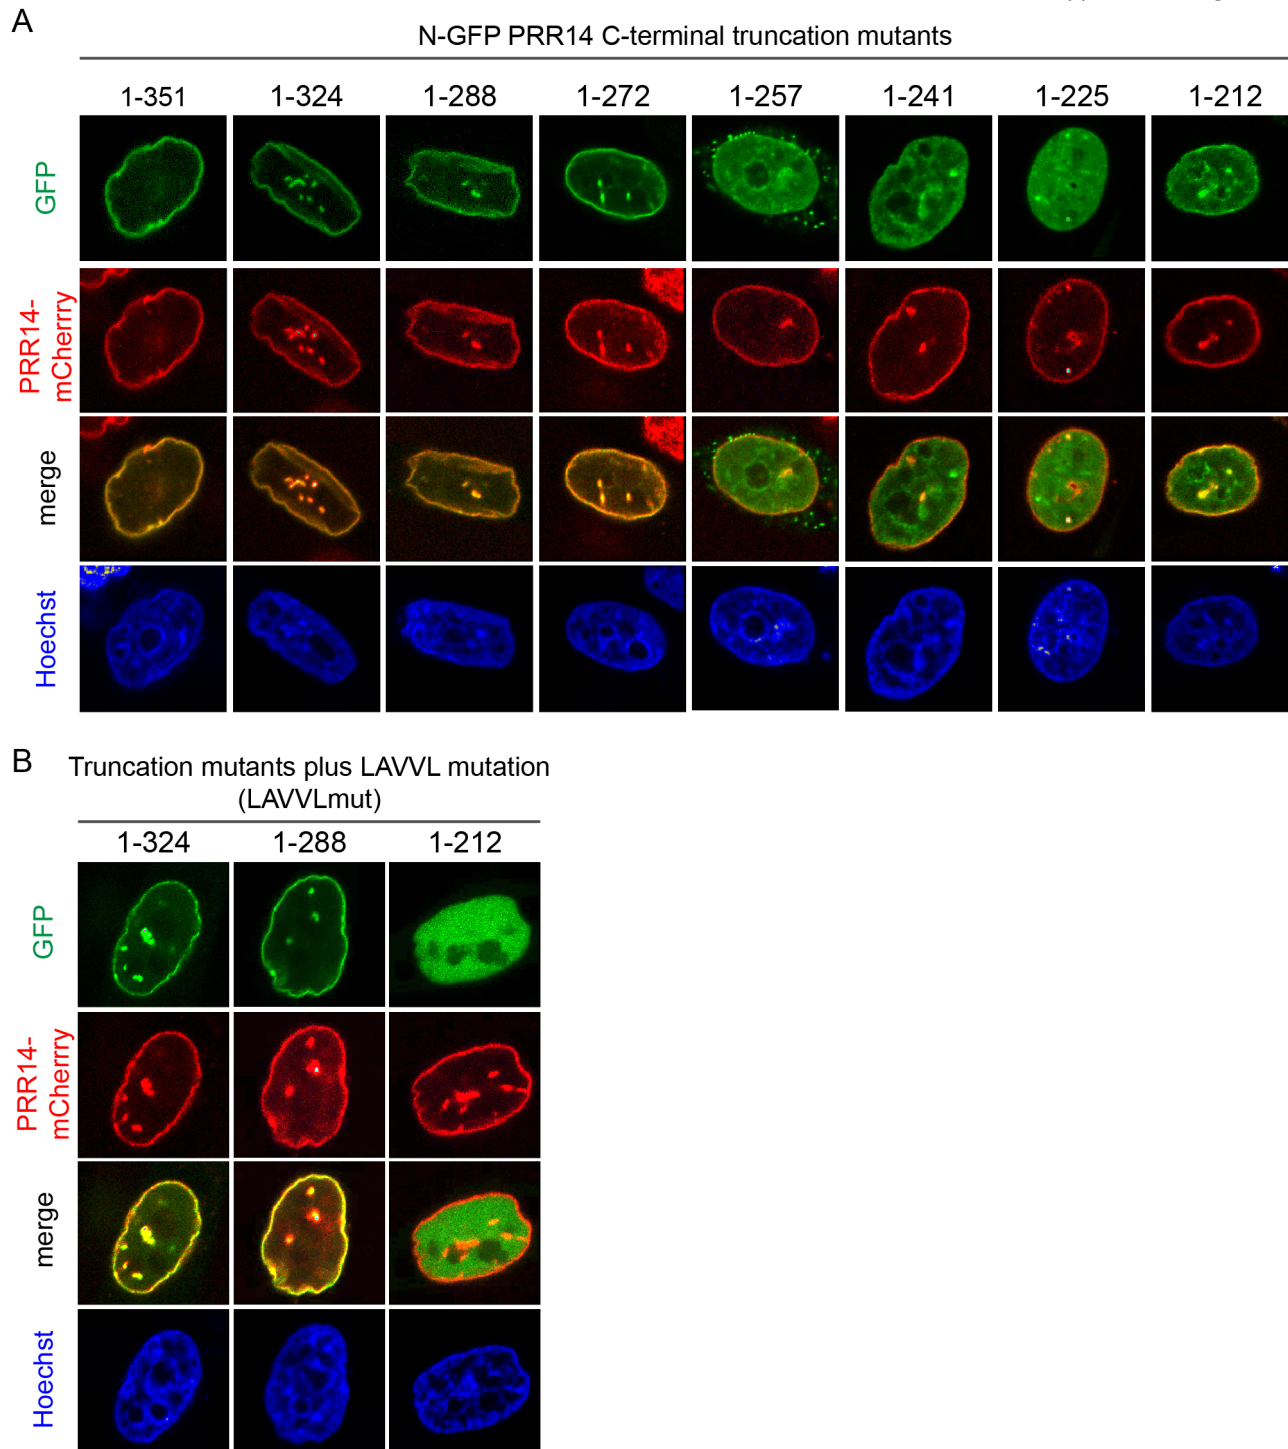 A
N-GFP PRR14 C-terminal truncation mutants
1-351 1-324 1-288 1-272 1-257 1-241 1-225 1-212
GFP
PRR14-
mCherrry
merge
Hoechst
B
Truncation mutants plus LAVVL mutation
(LAVVLmut)
1-324 1-288 1-212
GFP
PRR14-
mCherrry
merge
Hoechst